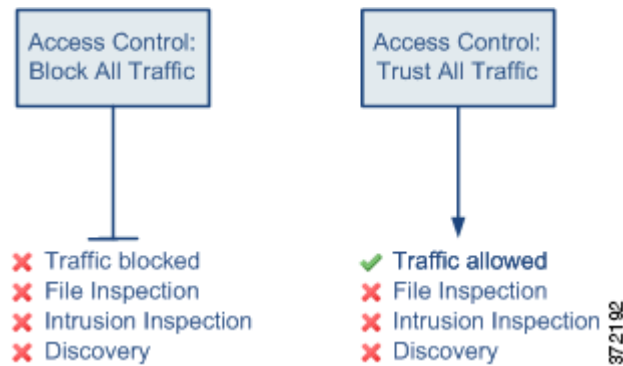 Access Control:
Block All Traffic
Traffic blocked
File Inspection
Intrusion Inspection
Discovery
Access Control:
Trust All Traffic
Traffic allowed
File Inspection
Intrusion Inspection
Discovery
372192